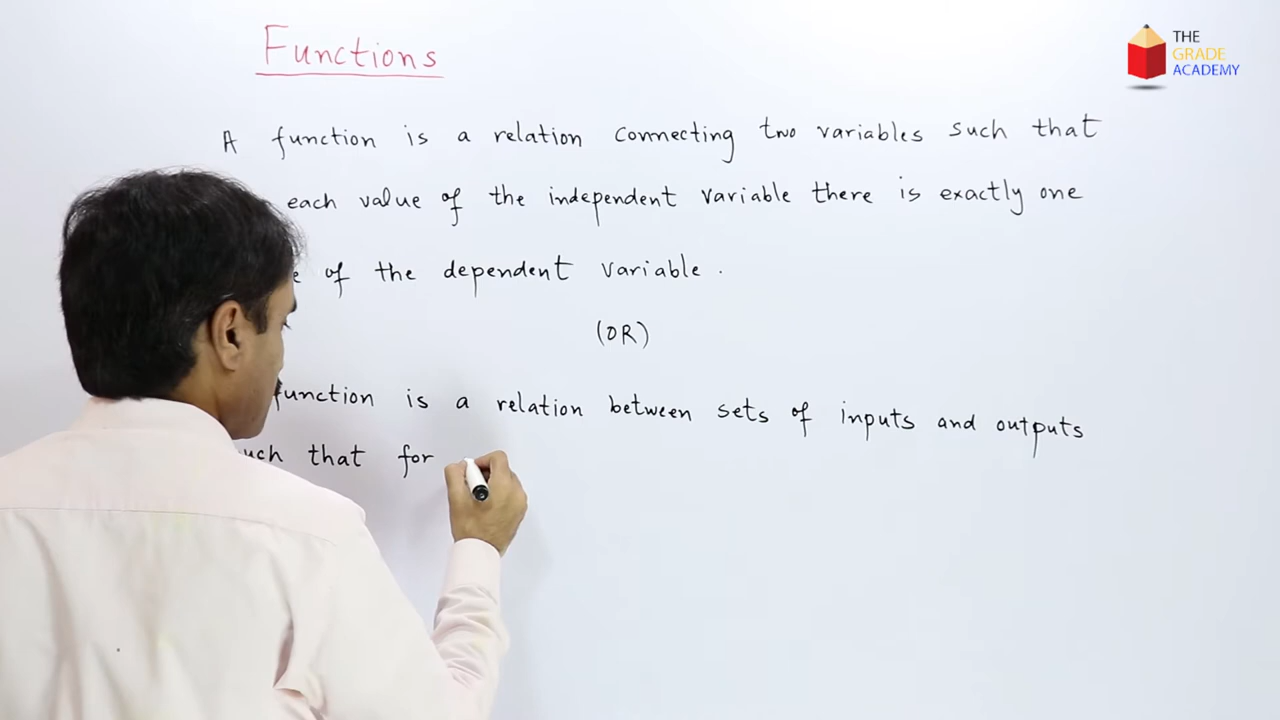 Functions
THE
GRADE
ACADEMY
A function is a relation connecting two variables such that
each value of the independent variable there is exactly one
of the dependent variable.
(OR)
function is a relation between sets of inputs and outputs
that for